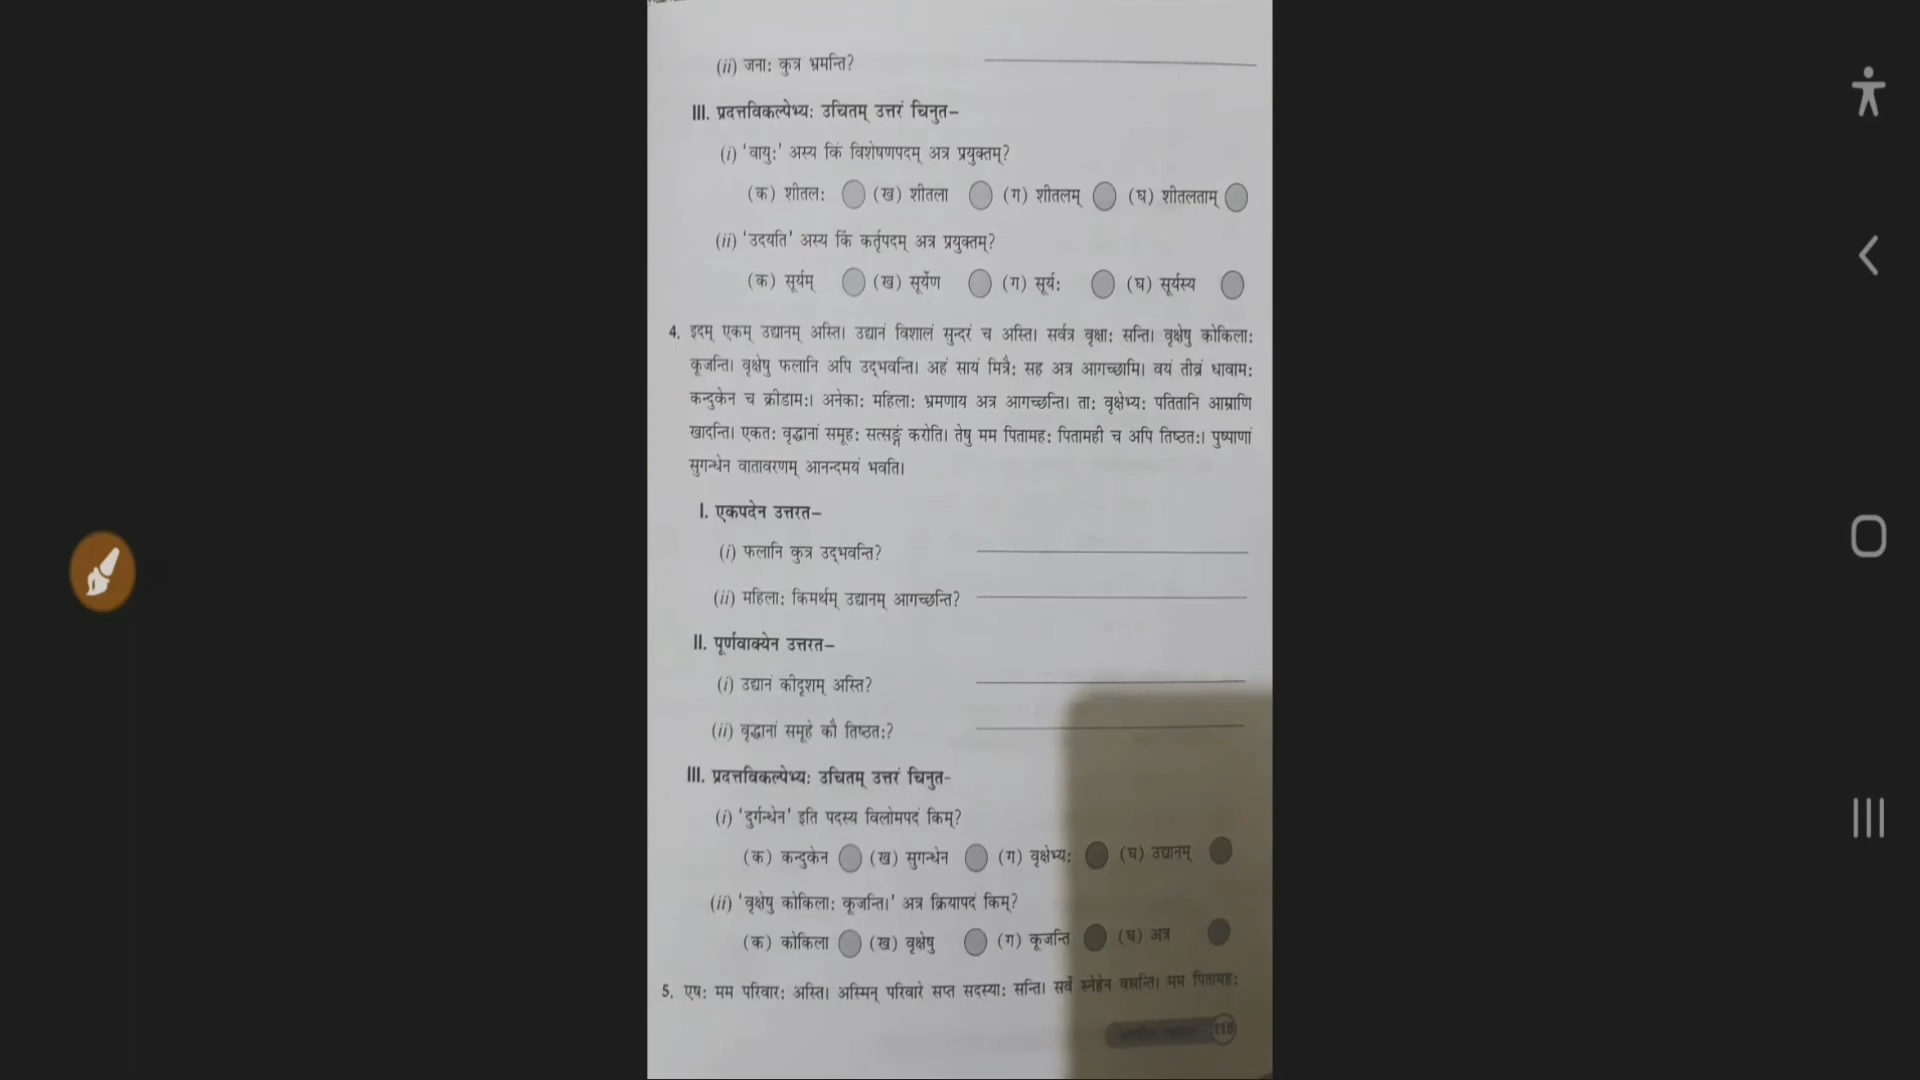 (ii) जनाः कुत्र भ्रमन्ति?
III. प्रदत्तविकल्पेभ्यः उचितम् उत्तरं चिनुत–
(i) 'वायुः' अस्य किं विशेषणपदम् अत्र प्रयुक्तम्?
(क) शीतलः (ख) शीतला (ग) शीतलम् (घ) शीतलताम्
(ii) 'उदयति' अस्य किं कर्तृपदम् अत्र प्रयुक्तम्?
(क) सूर्यम् (ख) सूर्येण (ग) सूर्यः (घ) सूर्यस्य
4. इदम् एकम् उद्यानम् अस्ति। उद्यानं विशालं सुन्दरं च अस्ति। सर्वत्र वृक्षाः सन्ति। वृक्षेषु कोकिलाः
कूजन्ति। वृक्षेषु फलानि अपि उद्भवन्ति। अहं सायं मित्रैः सह अत्र आगच्छामि। वयं तीव्रं धावामः
कन्दुकेन च क्रीडामः। अनेकाः महिलाः भ्रमणाय अत्र आगच्छन्ति। ताः वृक्षेभ्यः पतितानि आम्राणि
खादन्ति। एकतः वृद्धानां समूहः सत्सङ्गं करोति। तेषु मम पितामहः पितामही च अपि तिष्ठतः। पुष्पाणां
सुगन्धेन वातावरणम् आनन्दमयं भवति।
I. एकपदेन उत्तरत–
(i) फलानि कुत्र उद्भवन्ति?
(ii) महिलाः किमर्थम् उद्यानम् आगच्छन्ति?
II. पूर्णवाक्येन उत्तरत–
(i) उद्यानं कीदृशम् अस्ति?
(ii) वृद्धानां समूहे कौ तिष्ठतः?
III. प्रदत्तविकल्पेभ्यः उचितम् उत्तरं चिनुत-
(i) 'दुर्गन्धेन' इति पदस्य विलोमपदं किम्?
(क) कन्दुकेन (ख) सुगन्धेन (ग) वृक्षेभ्यः (घ) उद्यानम्
(ii) 'वृक्षेषु कोकिलाः कूजन्ति।' अत्र क्रियापदं किम्?
(क) कोकिला (ख) वृक्षेषु (ग) कूजन्ति (घ) अत्र
5. एषः मम परिवारः अस्ति। अस्मिन् परिवारे सप्त सदस्याः सन्ति। सर्वे स्नेहेन वसन्ति। मम पितामहः
115